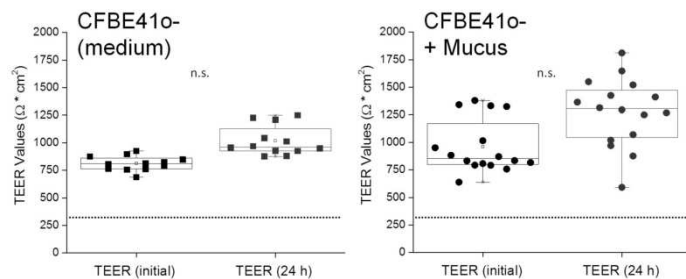 CFBE41o-
(medium)
n.s.
TEER Values (Ω * cm²)
2000
1750
1500
1250
1000
750
500
250
0
TEER (initial)
TEER (24 h)
CFBE41o-
+ Mucus
n.s.
TEER Values (Ω * cm²)
2000
1750
1500
1250
1000
750
500
250
0
TEER (initial)
TEER (24 h)